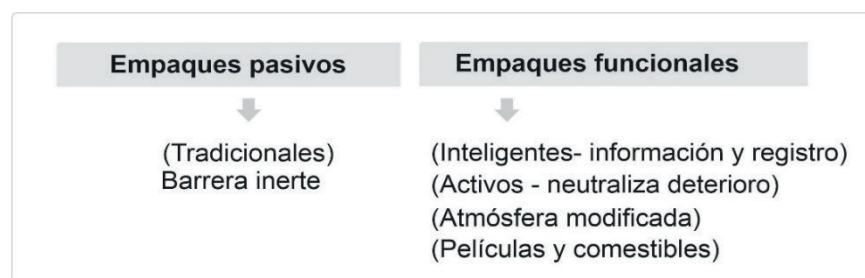 Empaques pasivos
(Tradicionales)
Barrera inerte
Empaques funcionales
(Inteligentes- información y registro)
(Activos - neutraliza deterioro)
(Atmósfera modificada)
(Películas y comestibles)